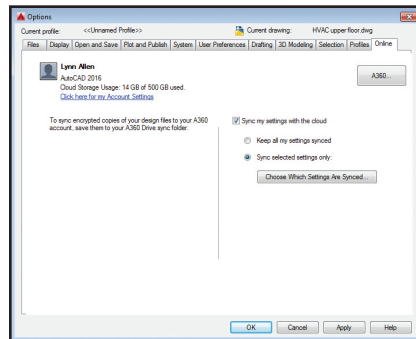 Options
Current profile: <<Unnamed Profile>> Current drawing: HVAC upper floor.dwg
Files Display Open and Save Plot and Publish System User Preferences Drafting 3D Modeling Selection Profiles Online
Lynn Allen
AutoCAD 2016
Cloud Storage Usage: 14 GB of 500 GB used.
Click here for my Account Settings
A360...
To sync encrypted copies of your design files to your A360
account, save them to your A360 Drive sync folder.
Sync my settings with the cloud
Keep all my settings synced
Sync selected settings only:
Choose Which Settings Are Synced...
OK Cancel Apply Help